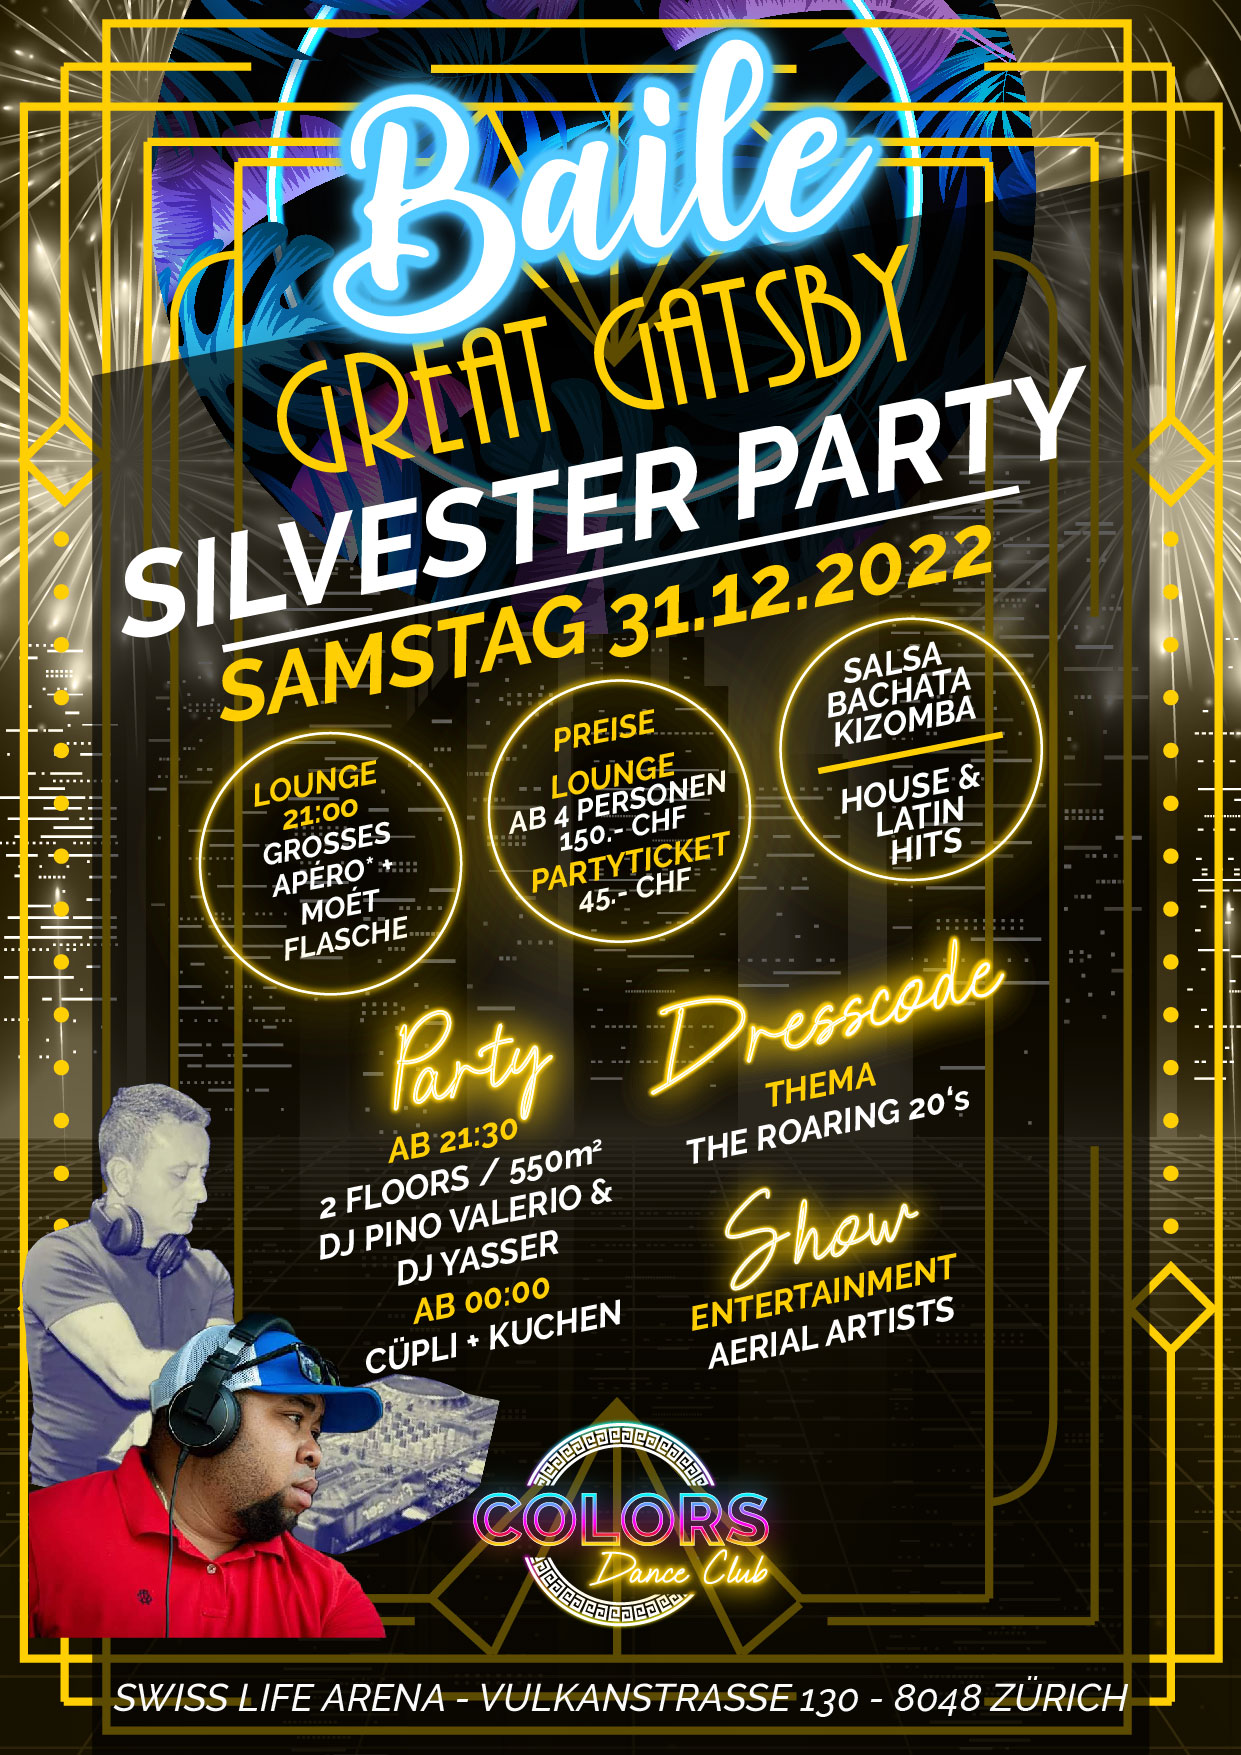 Baile
GREAT GATSBY
SILVESTER PARTY
SAMSTAG 31.12.2022
LOUNGE
21:00
GROSSES
APÉRO* +
MOÉT
FLASCHE
PREISE
LOUNGE
AB 4 PERSONEN
150.- CHF
PARTYTICKET
45.- CHF
SALSA
BACHATA
KIZOMBA
HOUSE &
LATIN
HITS
Party
AB 21:30
2 FLOORS / 550m²
DJ PINO VALERIO &
DJ YASSER
AB 00:00
CÜPLI + KUCHEN
Dresscode
THEMA
THE ROARING 20‘s
Show
ENTERTAINMENT
AERIAL ARTISTS
COLORS
Dance Club
SWISS LIFE ARENA - VULKANSTRASSE 130 - 8048 ZÜRICH